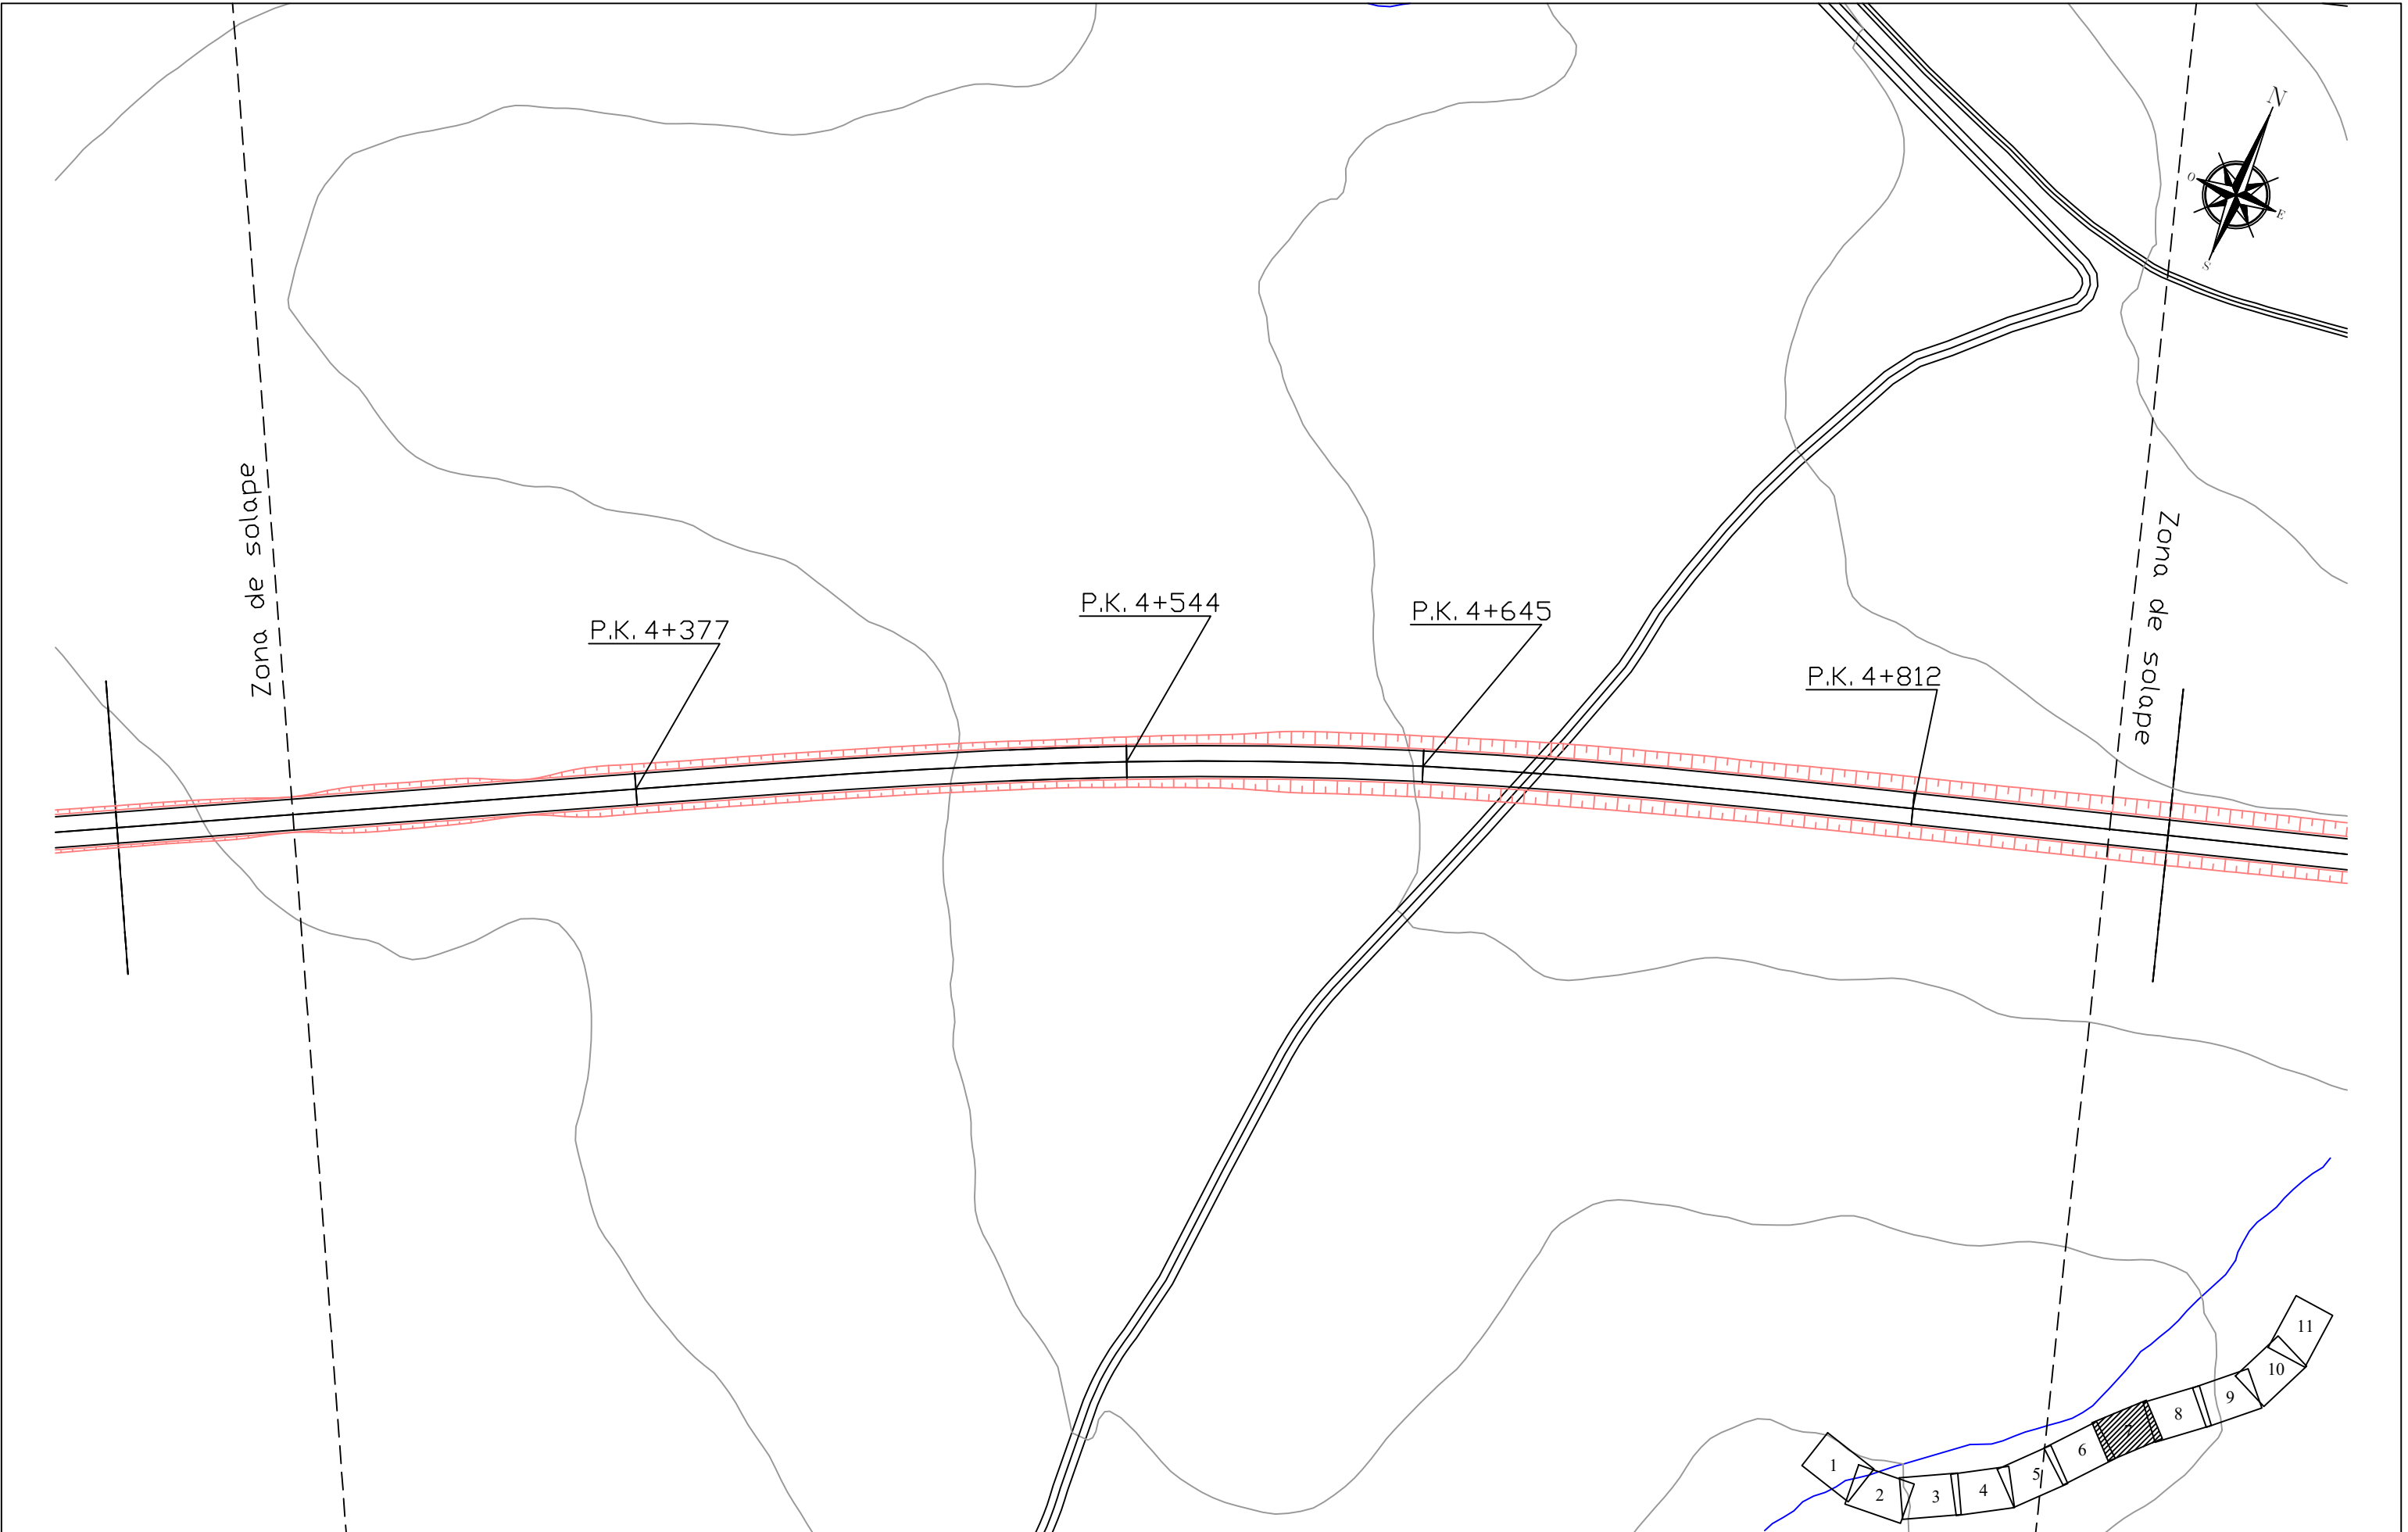 N
O
E
S
Zona de solape
Zona de solape
P.K. 4+377
P.K. 4+544
P.K. 4+645
P.K. 4+812
1
2
3
4
5
6
7
8
9
10
11